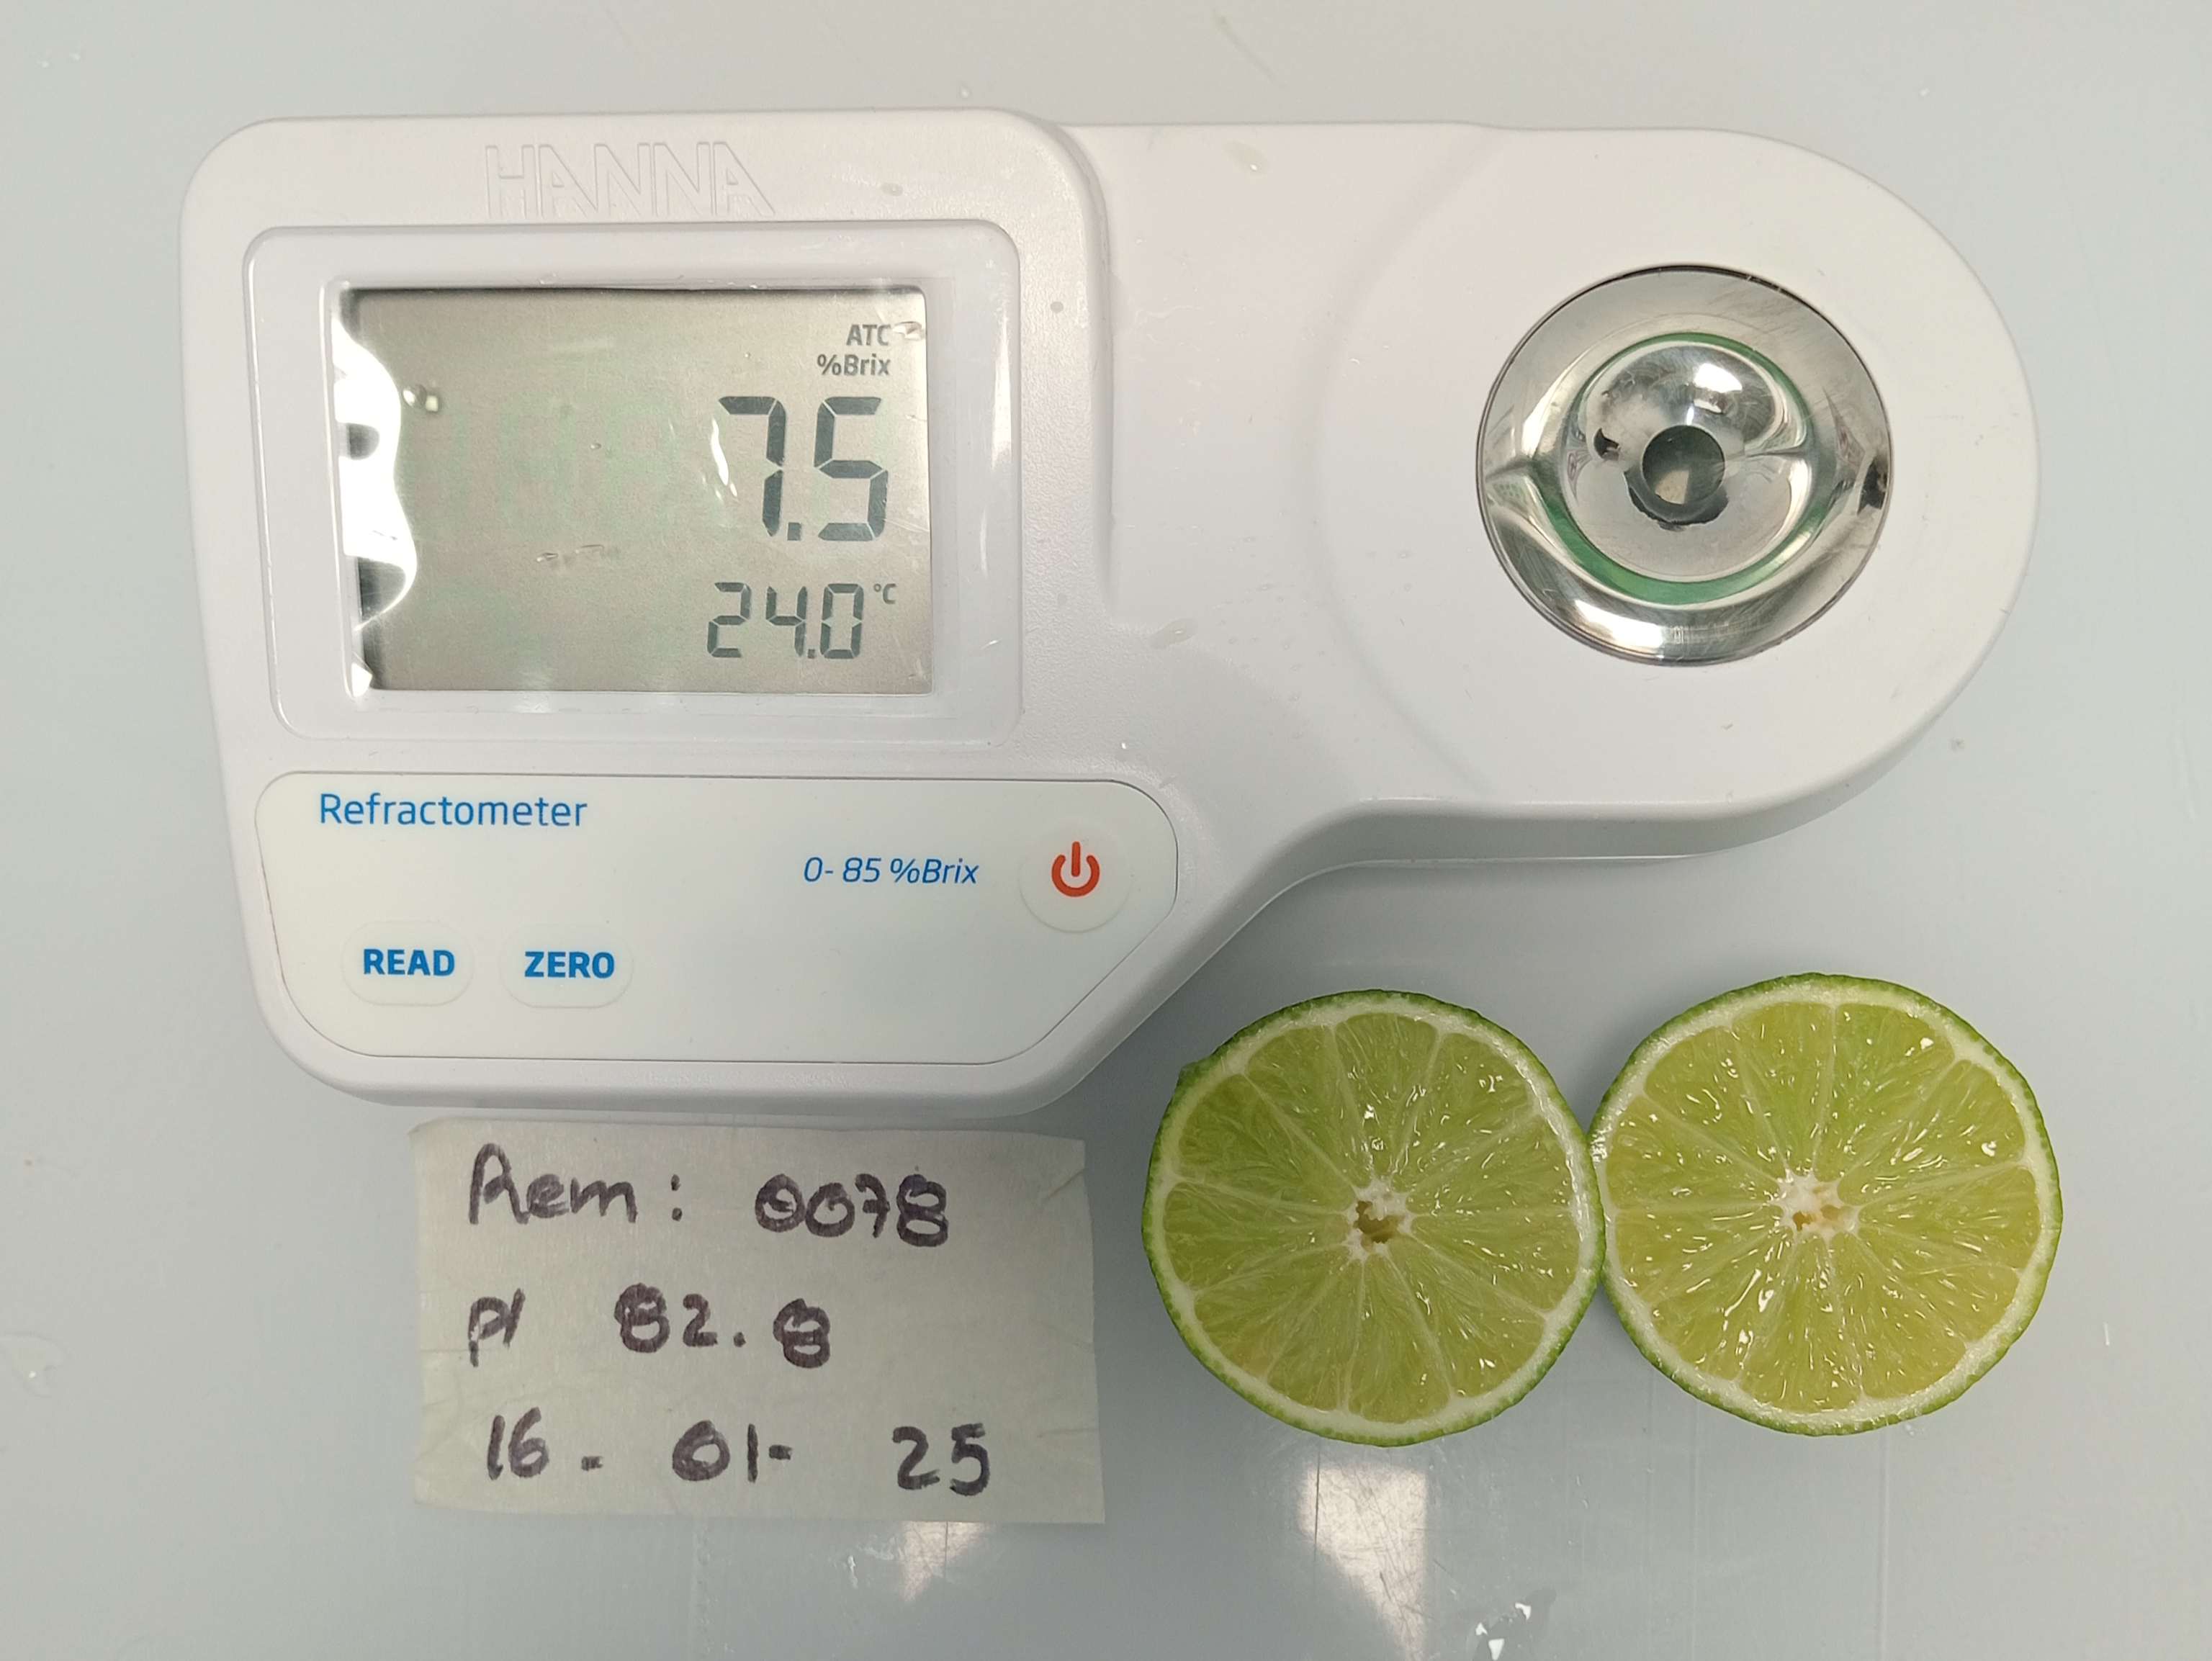 HANNA
ATC
%Brix
7.5
24.0 °C
Refractometer
0-85 %Brix
READ ZERO
Rem: 0078
pl 82.8
16-01-25